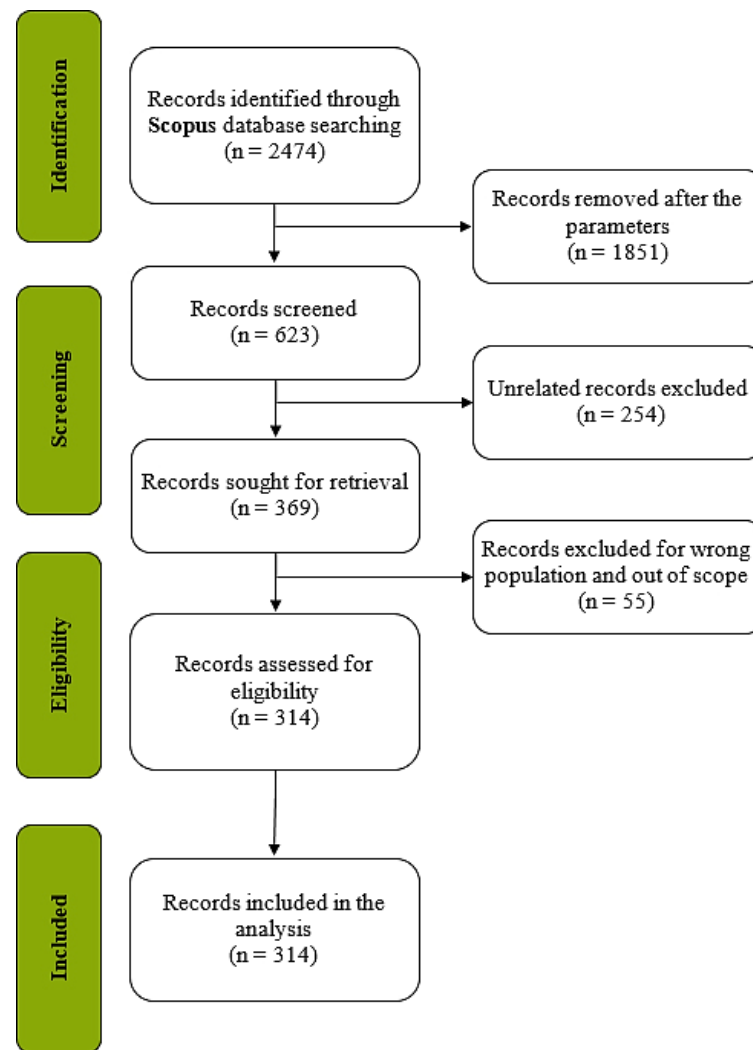 Identification
Records identified through
Scopus database searching
(n = 2474)
Records removed after the
parameters
(n = 1851)
Screening
Records screened
(n = 623)
Unrelated records excluded
(n = 254)
Records sought for retrieval
(n = 369)
Records excluded for wrong
population and out of scope
(n = 55)
Eligibility
Records assessed for
eligibility
(n = 314)
Included
Records included in the
analysis
(n = 314)